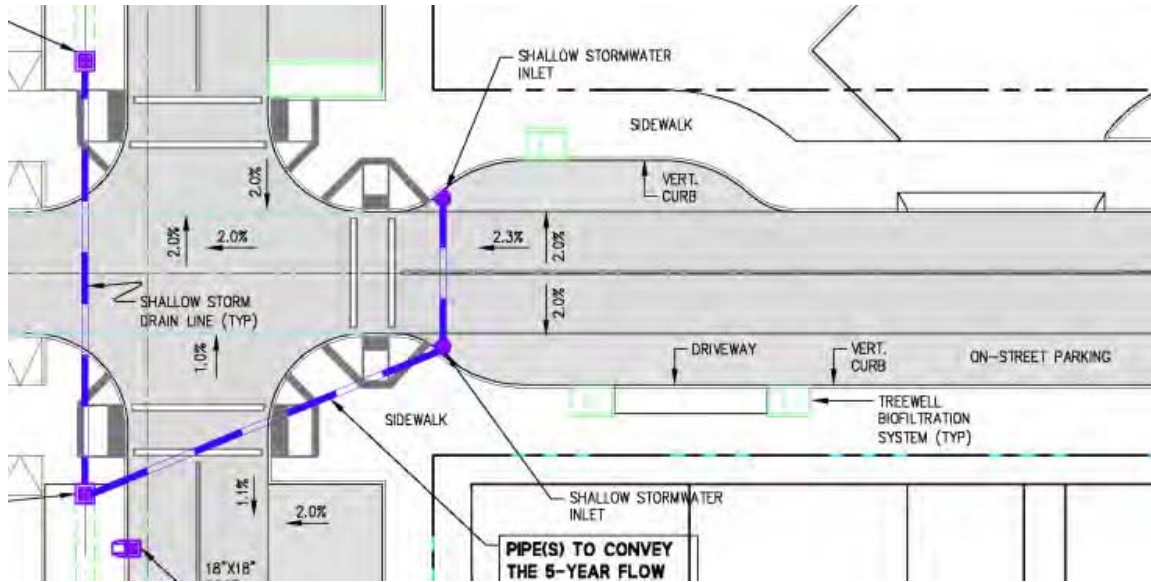 SHALLOW STORMWATER
INLET
SIDEWALK
VERT.
CURB
2.0%
2.0%
2.0%
2.3%
2.0%
2.0%
SHALLOW STORM
DRAIN LINE (TYP)
1.0%
DRIVEWAY
VERT.
CURB
ON-STREET PARKING
SIDEWALK
TREEWELL
BIOFILTRATION
SYSTEM (TYP)
1.1%
2.0%
SHALLOW STORMWATER
INLET
PIPE(S) TO CONVEY
THE 5-YEAR FLOW
18"X18"